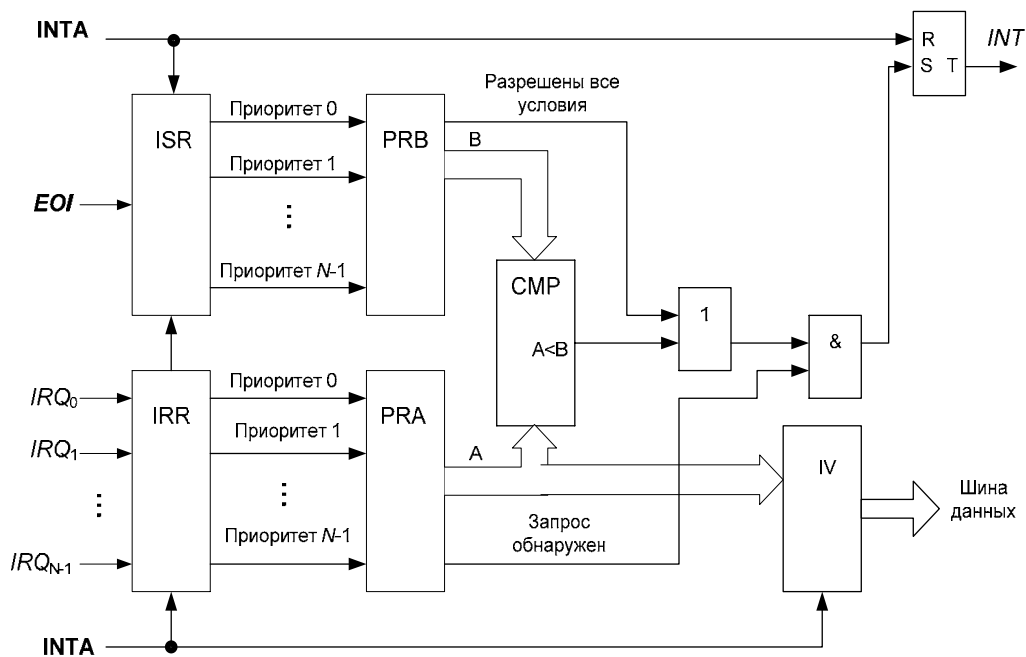 INTA
R
S T
INT
Разрешены все
условия
Приоритет 0
ISR
PRB
B
Приоритет 1
EOI
...
Приоритет N-1
CMP
A<B
1
&
IRQ0
IRR
Приоритет 0
PRA
IRQ1
Приоритет 1
A
IV
...
...
Шина
данных
Приоритет N-1
Запрос
обнаружен
IRQN-1
INTA